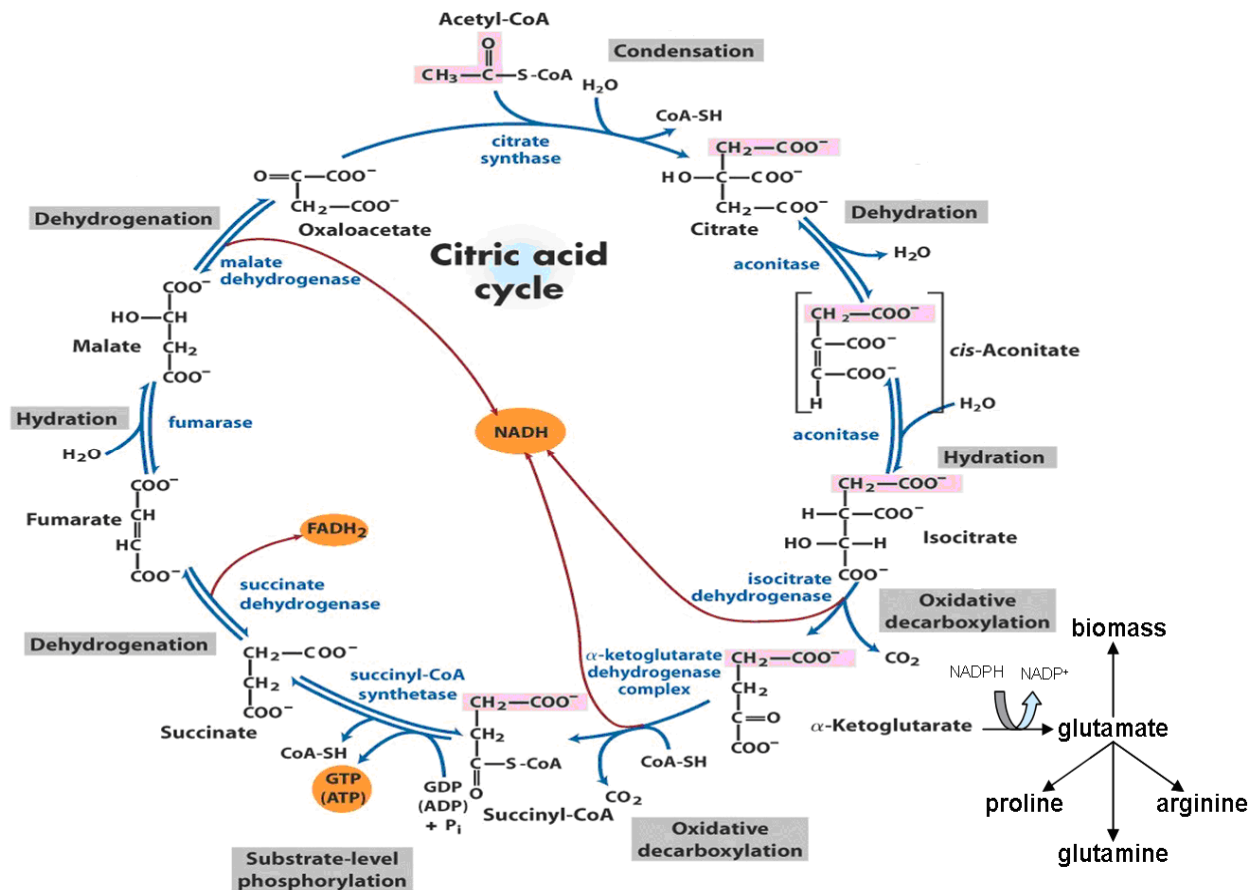 Acetyl-CoA
O
CH₃—C—S-CoA
Condensation
H₂O
CoA-SH
citrate
synthase
CH₂—COO⁻
HO—C—COO⁻
CH₂—COO⁻
Citrate
O=C—COO⁻
CH₂—COO⁻
Oxaloacetate
Dehydrogenation
malate
dehydrogenase
Citric acid
cycle
Dehydration
H₂O
aconitase
CH₂—COO⁻
C—COO⁻
C—COO⁻
H
cis-Aconitate
H₂O
aconitase
Hydration
COO⁻
HO—CH
CH₂
COO⁻
Malate
Hydration
H₂O
fumarase
NADH
CH₂—COO⁻
H—C—COO⁻
HO—C—H
COO⁻
Isocitrate
isocitrate
dehydrogenase
Oxidative
decarboxylation
CO₂
COO⁻
CH
HC
COO⁻
Fumarate
FADH₂
succinate
dehydrogenase
Dehydrogenation
CH₂—COO⁻
CH₂
COO⁻
Succinate
succinyl-CoA
synthetase
CoA-SH
GTP
(ATP)
GDP
(ADP)
+ Pᵢ
Substrate-level
phosphorylation
CH₂—COO⁻
CH₂
C—S-CoA
O
Succinyl-CoA
α-ketoglutarate
dehydrogenase
complex
CoA-SH
CO₂
Oxidative
decarboxylation
CH₂—COO⁻
CH₂
C=O
COO⁻
α-Ketoglutarate
NADPH
NADP⁺
biomass
glutamate
proline
arginine
glutamine